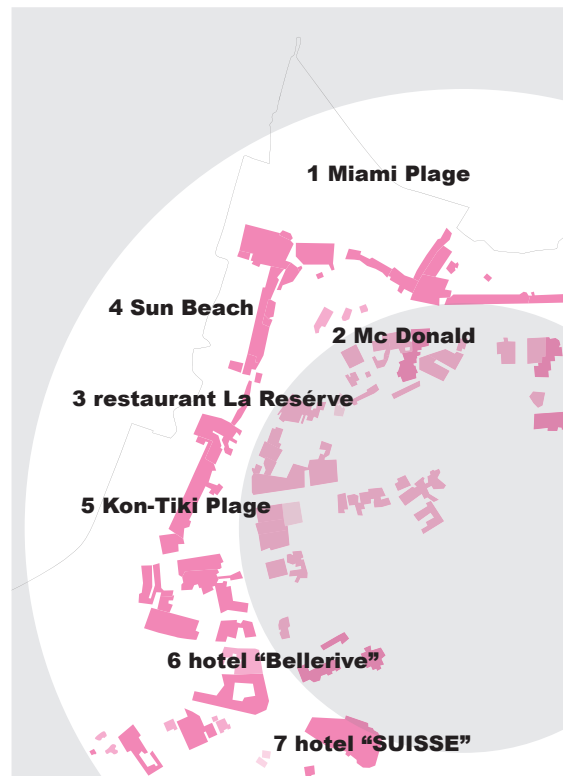 1 Miami Plage
4 Sun Beach
2 Mc Donald
3 restaurant La Resérve
5 Kon-Tiki Plage
6 hotel “Bellerive”
7 hotel “SUISSE”